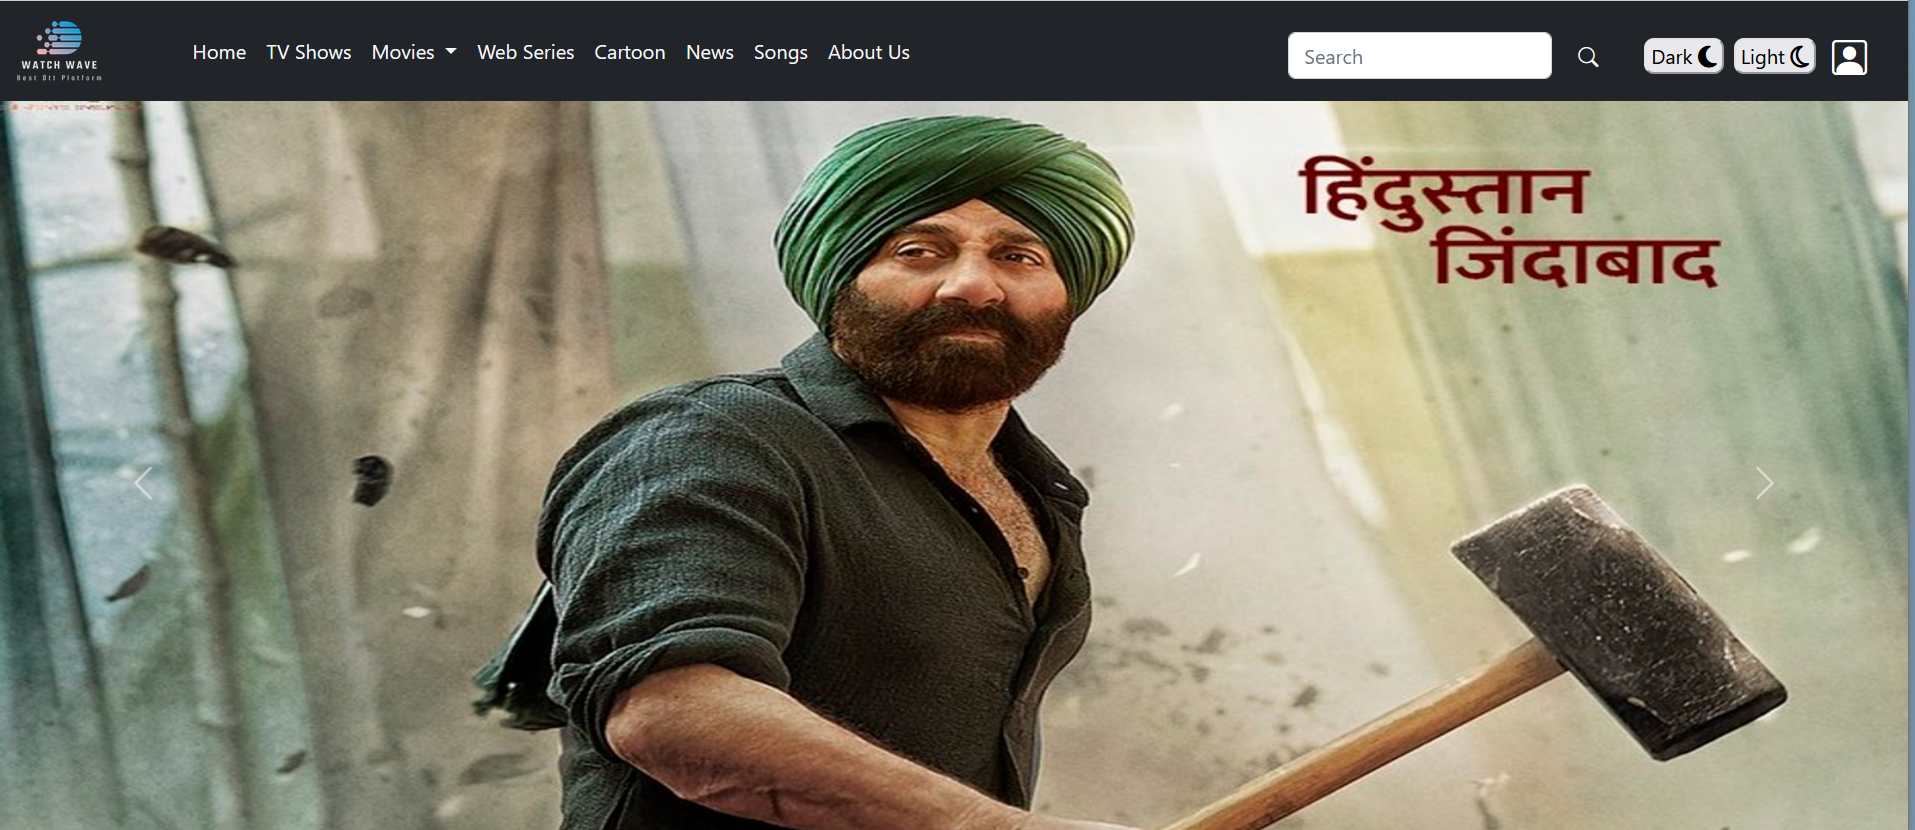 WATCH WAVE
Best Ott Platform
Home TV Shows Movies Web Series Cartoon News Songs About Us
Search
Dark Light
हिंदुस्तान
जिंदाबाद